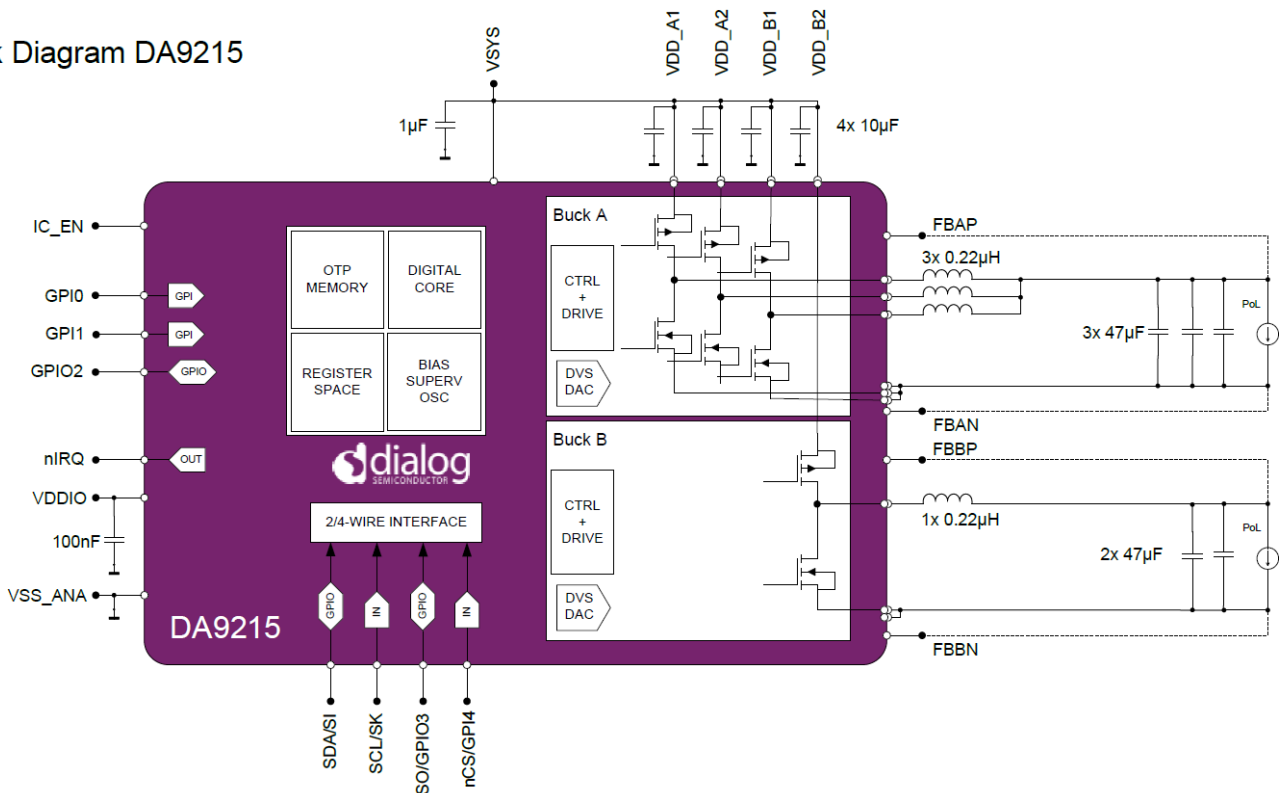 k Diagram DA9215
VSYS
VDD_A1
VDD_A2
VDD_B1
VDD_B2
1µF
4x 10µF
IC_EN
GPI0
GPI
GPI1
GPI
GPIO2
GPIO
nIRQ
OUT
VDDIO
100nF
VSS_ANA
OTP
MEMORY
DIGITAL
CORE
REGISTER
SPACE
BIAS
SUPERV
OSC
dialog
SEMICONDUCTOR
2/4-WIRE INTERFACE
GPIO
IN
GPIO
IN
DA9215
SDA/SI
SCL/SK
SO/GPIO3
nCS/GPI4
Buck A
CTRL
+
DRIVE
DVS
DAC
Buck B
CTRL
+
DRIVE
DVS
DAC
FBAP
3x 0.22µH
3x 47µF
PoL
FBAN
FBBP
1x 0.22µH
2x 47µF
PoL
FBBN